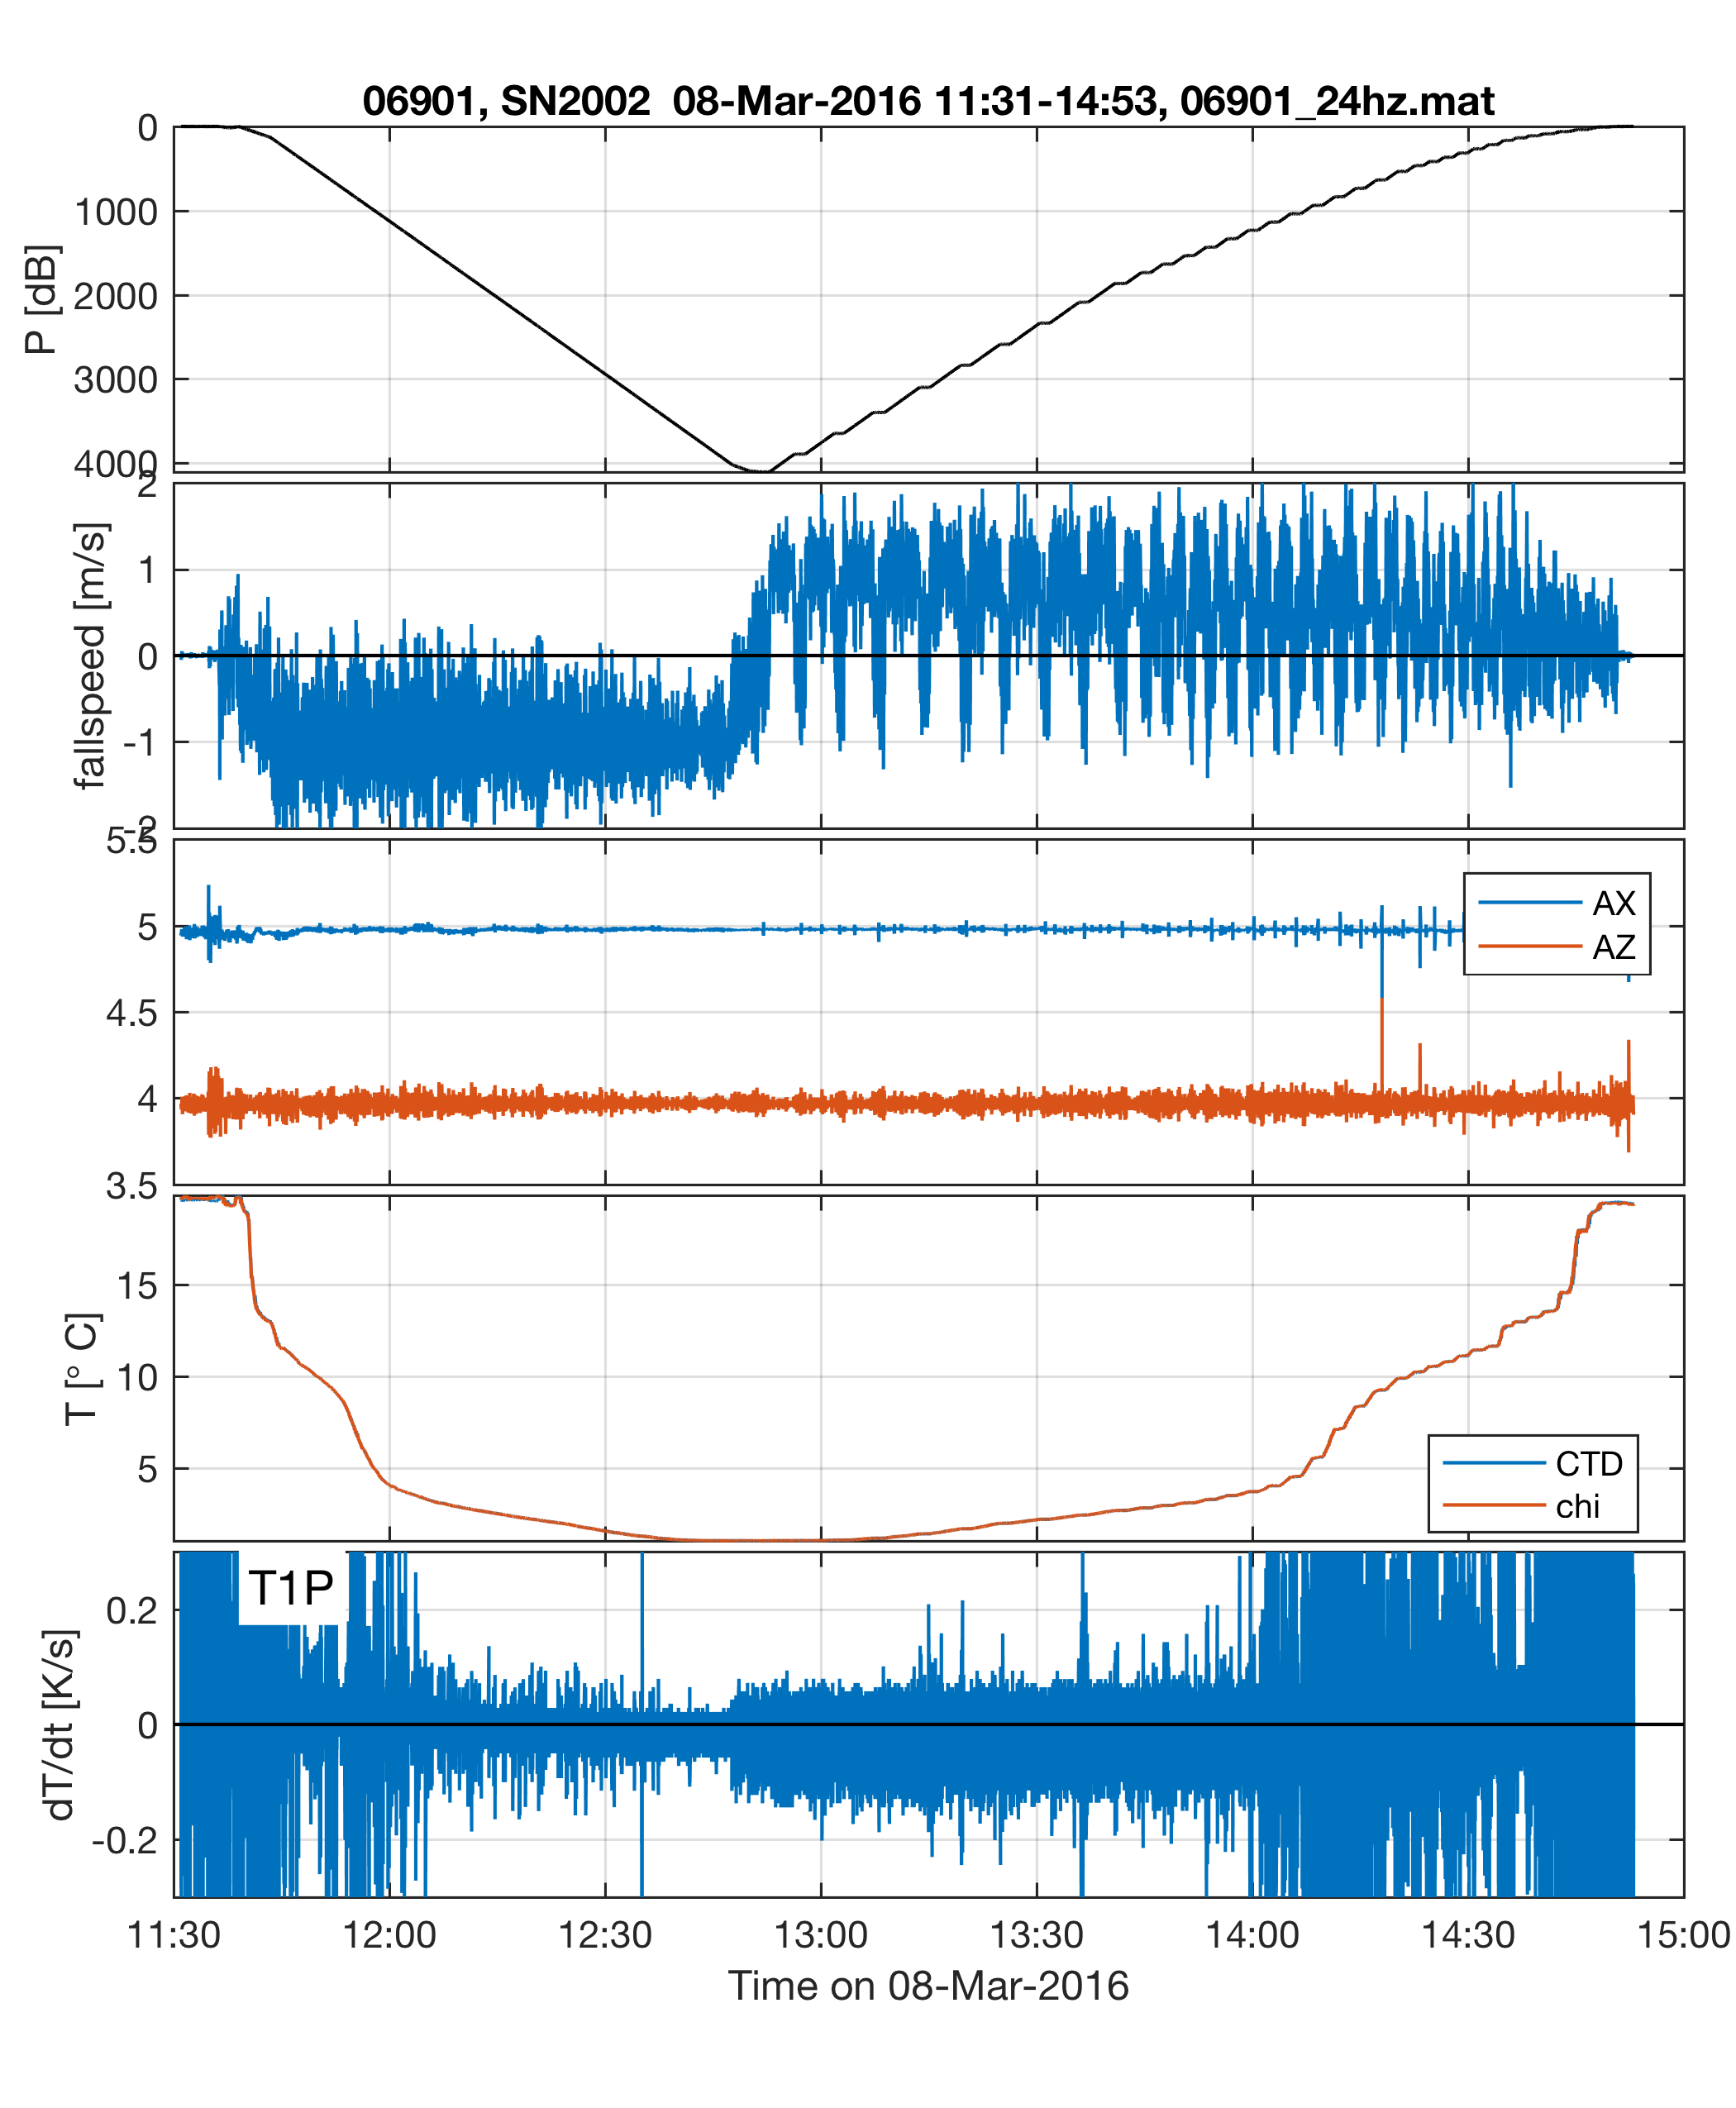 06901, SN2002  08-Mar-2016 11:31-14:53, 06901_24hz.mat
0
1000
2000
3000
4000
P [dB]
2
1
0
-1
-2
fallspeed [m/s]
5.5
5
4.5
4
3.5
AX
AZ
15
10
5
T [° C]
CTD
chi
T1P
0.2
0
-0.2
dT/dt [K/s]
11:30 12:00 12:30 13:00 13:30 14:00 14:30 15:00
Time on 08-Mar-2016